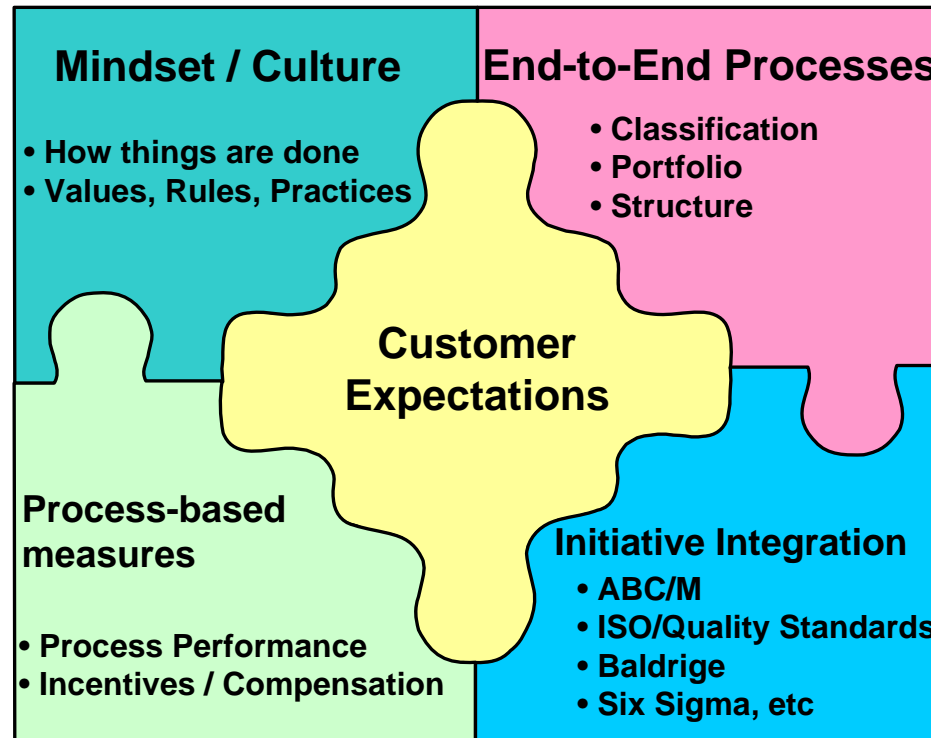 Mindset / Culture
• How things are done
• Values, Rules, Practices
End-to-End Processes
• Classification
• Portfolio
• Structure
Customer
Expectations
Process-based
measures
• Process Performance
• Incentives / Compensation
Initiative Integration
• ABC/M
• ISO/Quality Standards
• Baldrige
• Six Sigma, etc